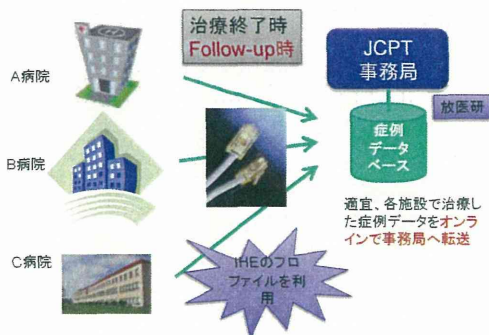 治療終了時
Follow-up時
JCPT
事務局
放医研
A病院
症例
データ
ベース
B病院
適宜、各施設で治療し
た症例データをオンラ
インで事務局へ転送
C病院
IHEのプロ
ファイルを利
用